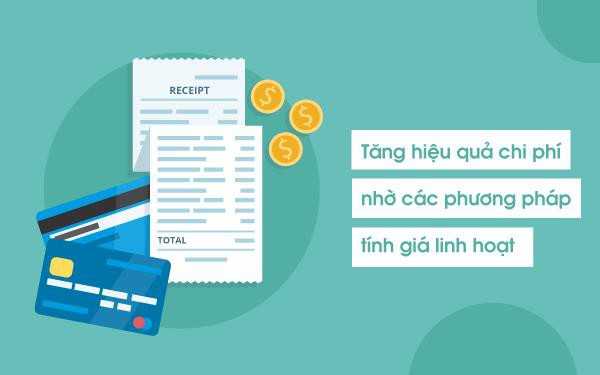 RECEIPT
TOTAL
Tăng hiệu quả chi phí
nhờ các phương pháp
tính giá linh hoạt